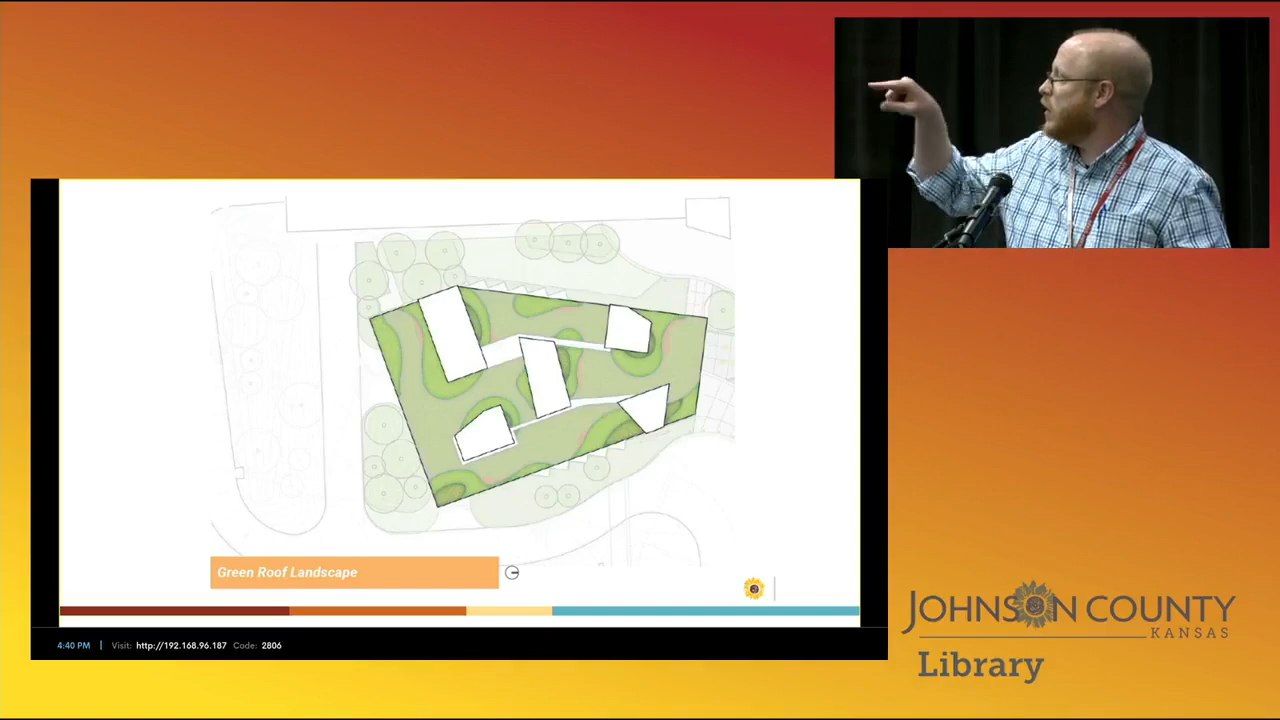 Green Roof Landscape
4:40 PM | Visit: http://192.168.96.187 Code: 2806
JOHNSON COUNTY
KANSAS
Library